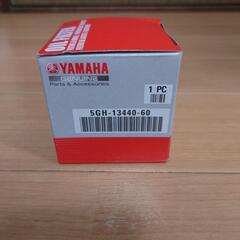 YAMAHA
GENUINE
Parts & Accessories
1 PC
5GH-13440-60